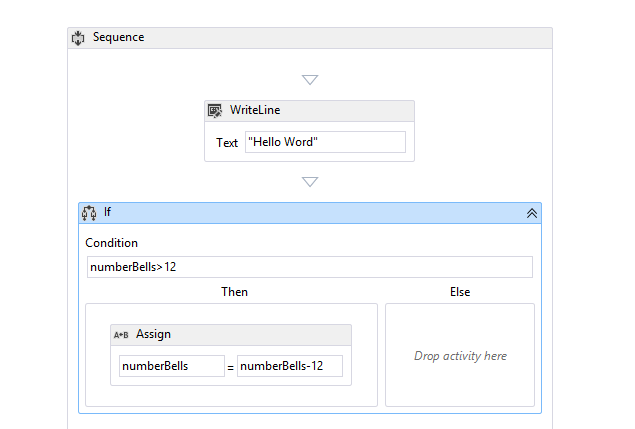 Sequence
WriteLine
Text "Hello Word"
If
Condition
numberBells>12
Then Else
A+B Assign
numberBells = numberBells-12
Drop activity here